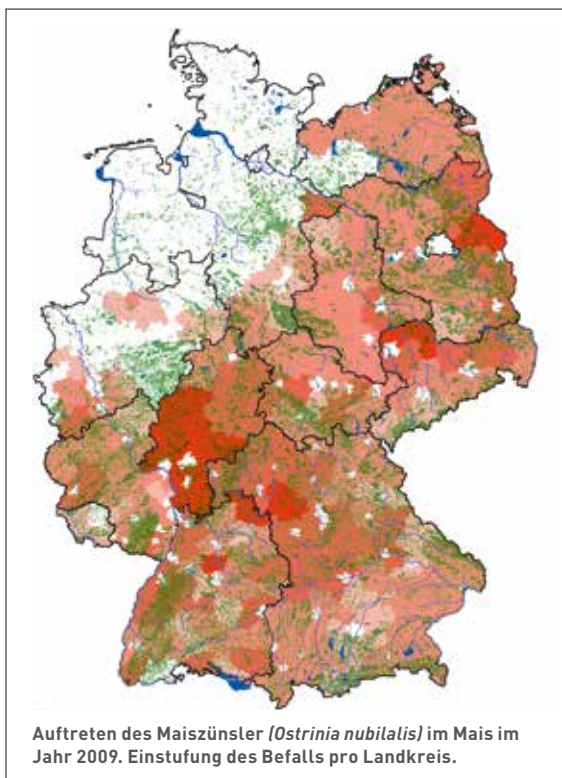 Auftreten des Maiszünsler (Ostrinia nubilalis) im Mais im
Jahr 2009. Einstufung des Befalls pro Landkreis.